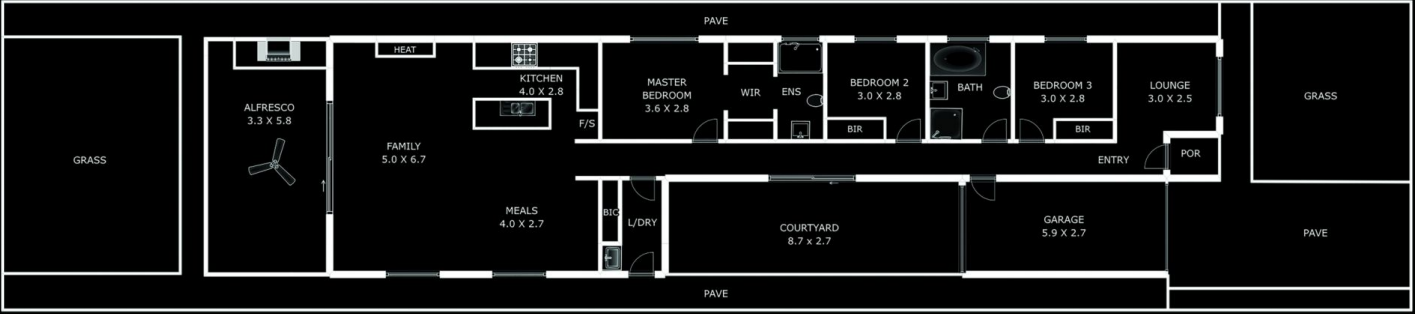 PAVE
HEAT
KITCHEN
4.0 X 2.8
MASTER
BEDROOM
3.6 X 2.8
WIR
ENS
BEDROOM 2
3.0 X 2.8
BATH
BEDROOM 3
3.0 X 2.8
LOUNGE
3.0 X 2.5
GRASS
ALFRESCO
3.3 X 5.8
F/S
BIR
BIR
GRASS
FAMILY
5.0 X 6.7
ENTRY
POR
MEALS
4.0 X 2.7
BIC
L/DRY
COURTYARD
8.7 x 2.7
GARAGE
5.9 X 2.7
PAVE
PAVE